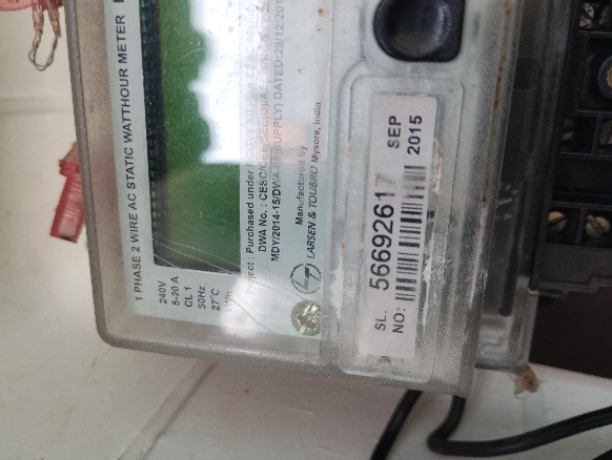 1 PHASE 2 WIRE AC STATIC WATTHOUR METER
240V
5-20 A
CL 1
50Hz
27°C
: Purchased under
DWA No. : CESC/
MDY/2014-15/DWA SUPPLY) DATED:29/12/201
Manufactured by
LARSEN & TOUBRO Mysore, India
SL. NO: 56692617
SEP 2015